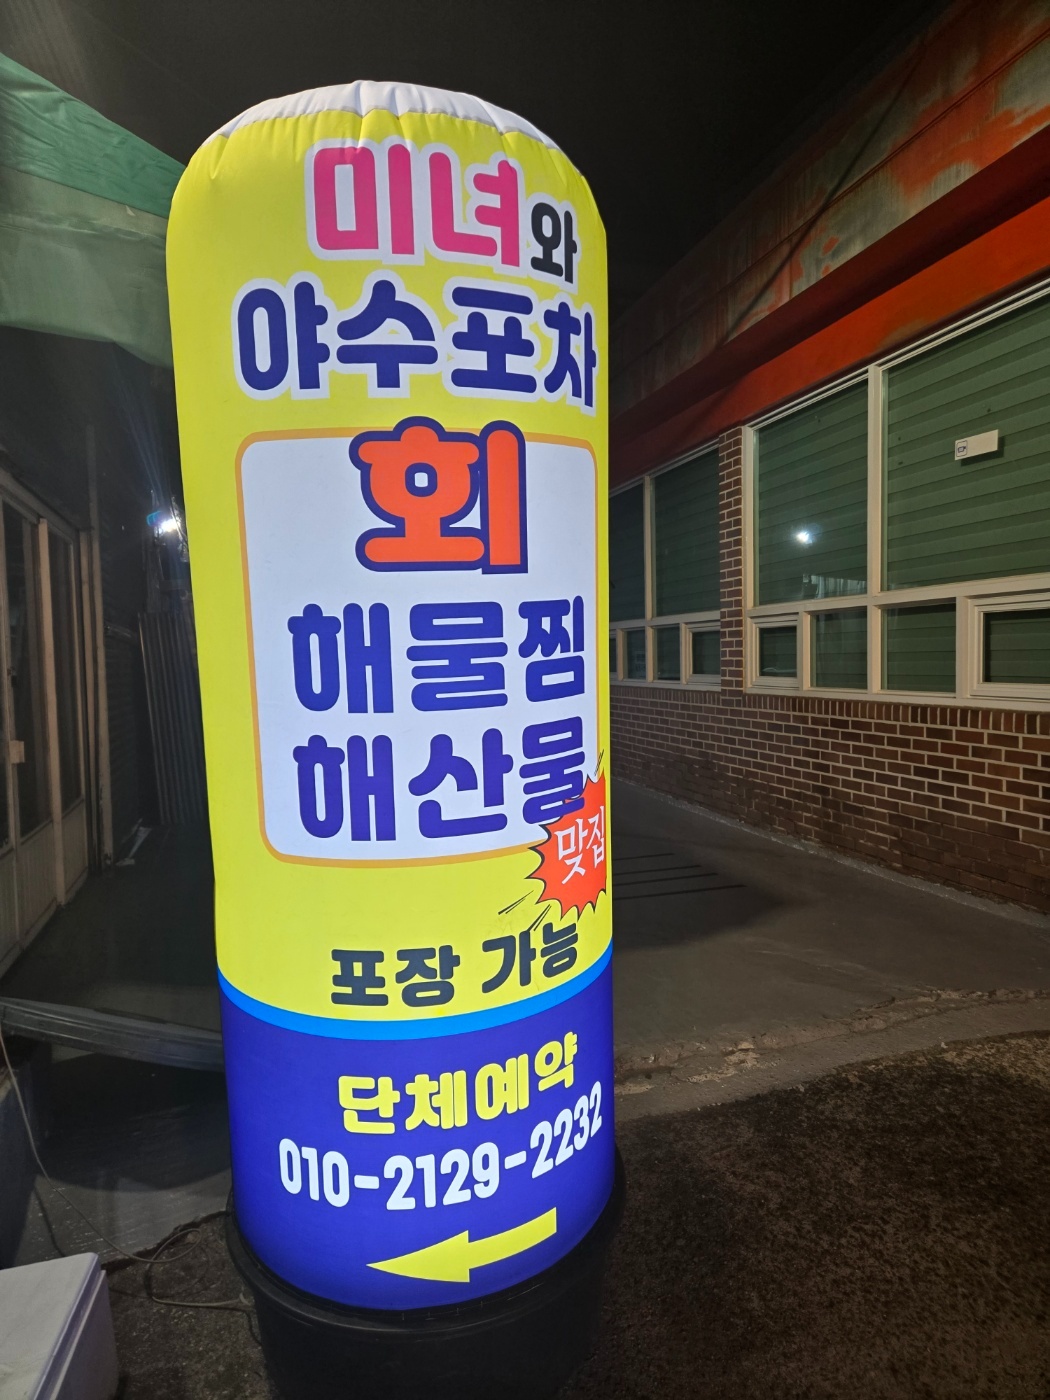 미녀와
야수포차
회
해물찜
해산물
맛집
포장 가능
단체예약
010-2129-2232